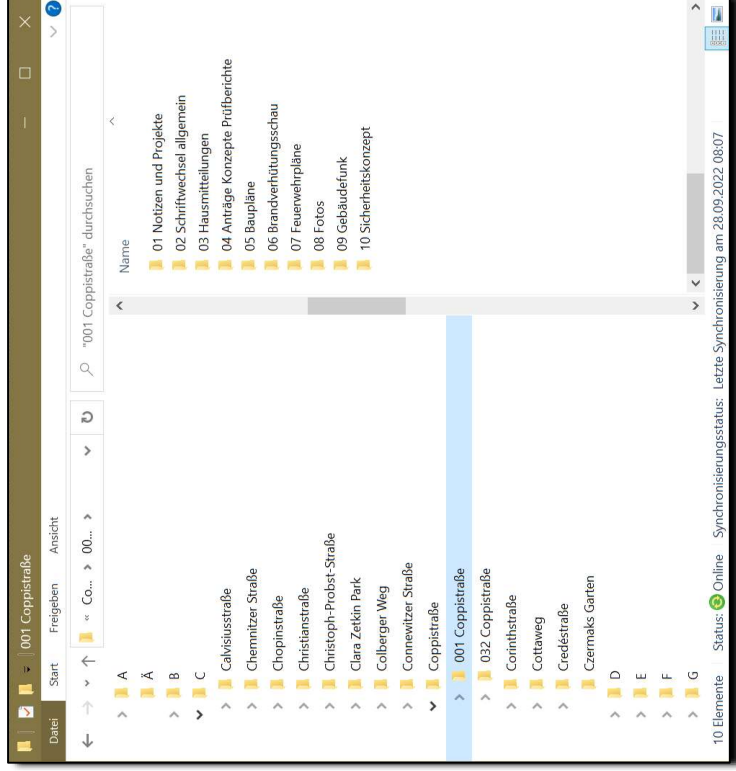 001 Coppistraße
Datei Start Freigeben Ansicht
« Co... › 00... ›
"001 Coppistraße" durchsuchen
A
Ä
B
C
Calvisiusstraße
Chemnitzer Straße
Chopinstraße
Christianstraße
Christoph-Probst-Straße
Clara Zetkin Park
Colberger Weg
Connewitzer Straße
Coppistraße
001 Coppistraße
032 Coppistraße
Corinthstraße
Cottaweg
Credéstraße
Czermaks Garten
D
E
F
G
Name
01 Notizen und Projekte
02 Schriftwechsel allgemein
03 Hausmitteilungen
04 Anträge Konzepte Prüfberichte
05 Baupläne
06 Brandverhütungsschau
07 Feuerwehrpläne
08 Fotos
09 Gebäudefunk
10 Sicherheitskonzept
10 Elemente Status: Online Synchronisierungsstatus: Letzte Synchronisierung am 28.09.2022 08:07